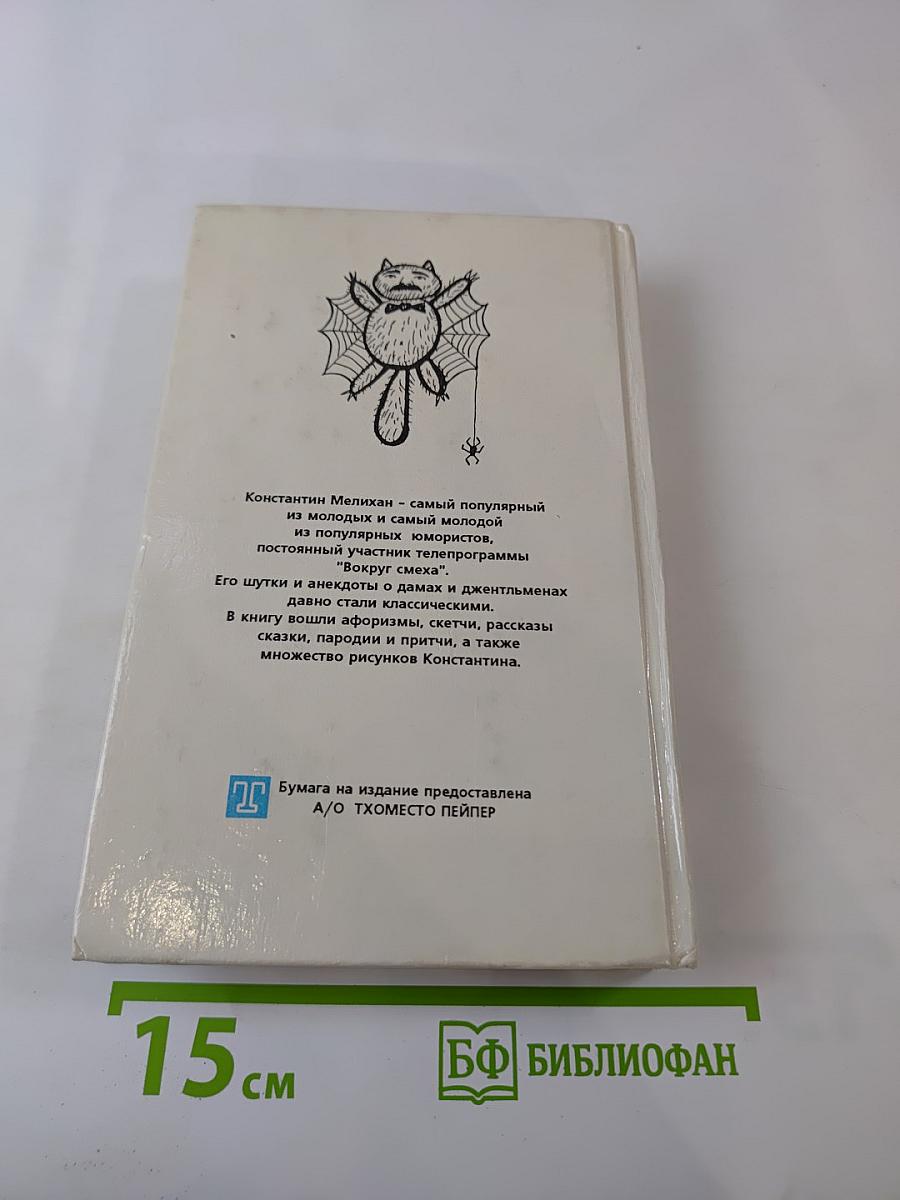 Константин Мелихан – самый популярный
из молодых и самый молодой
из популярных юмористов,
постоянный участник телепрограммы
"Вокруг смеха".
Его шутки и анекдоты о дамах и джентльменах
давно стали классическими.
В книгу вошли афоризмы, скетчи, рассказы
сказки, пародии и притчи, а также
множество рисунков Константина.
T
Бумага на издание предоставлена
А/О ТХОМЕСТО ПЕЙПЕР
15 см
БФ БИБЛИОФАН